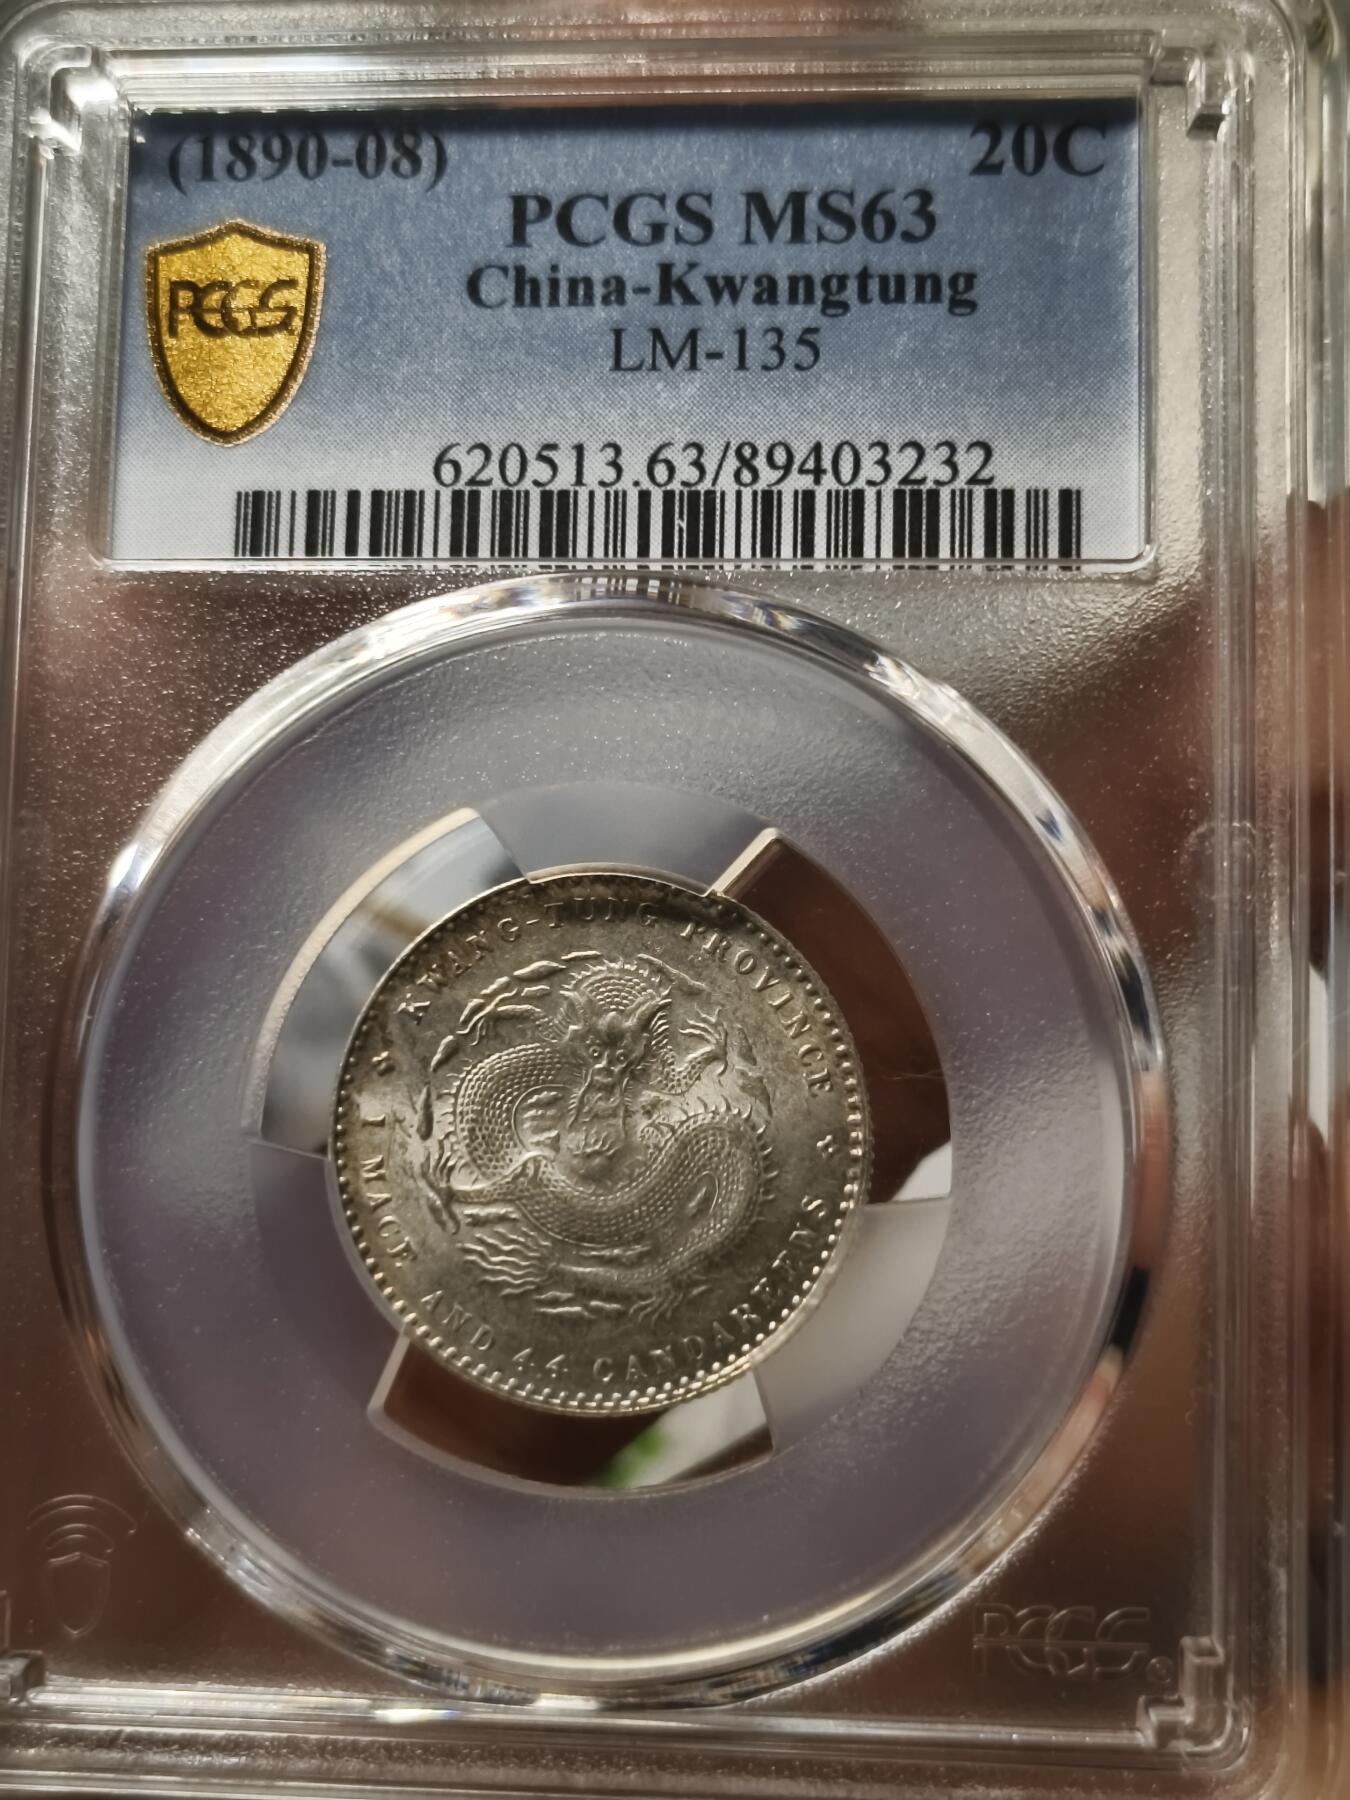 (1890-08) 20C
PCGS MS63
China-Kwangtung
LM-135
PCGS
620513.63/89403232
KWANG-TUNG PROVINCE
1 MACE AND 4.4 CANDAREENS
PCGS